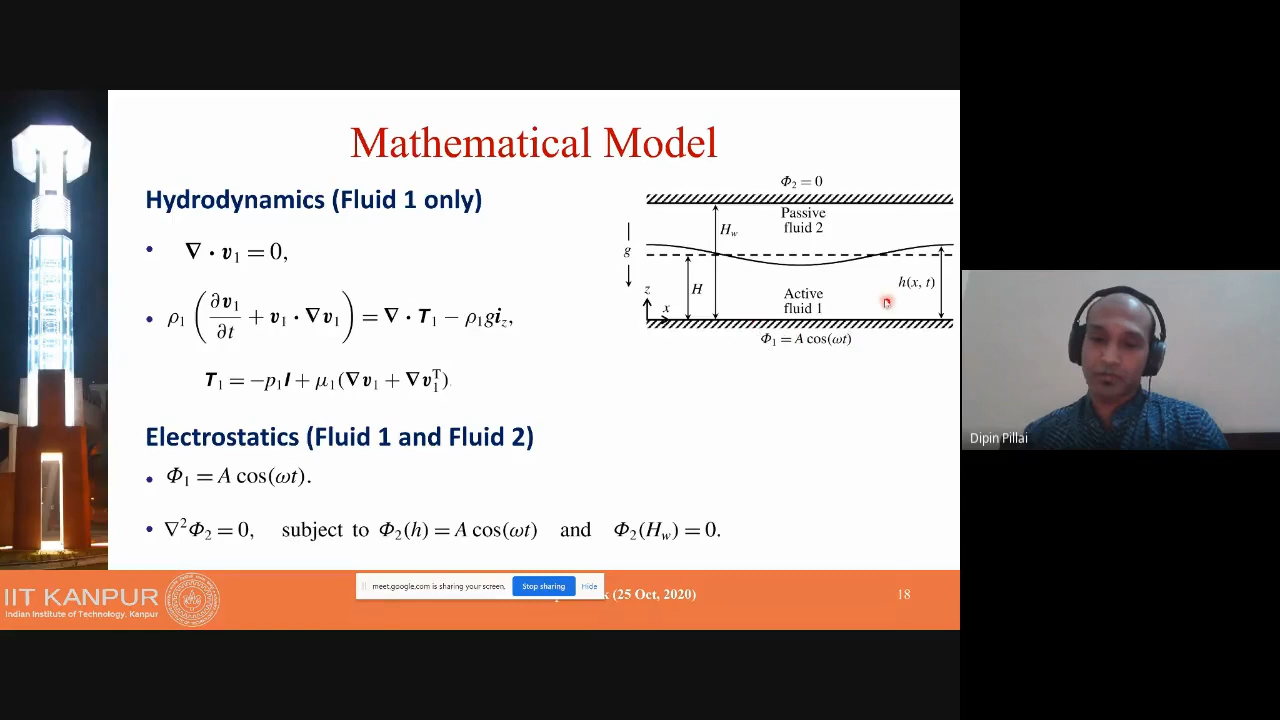 Mathematical Model
Hydrodynamics (Fluid 1 only)
• ∇ · v₁ = 0,
• ρ₁ ( ∂v₁/∂t + v₁ · ∇v₁ ) = ∇ · T₁ − ρ₁gi_z,
T₁ = −p₁I + μ₁(∇v₁ + ∇v₁ᵀ).
Electrostatics (Fluid 1 and Fluid 2)
• Φ₁ = A cos(ωt).
• ∇²Φ₂ = 0, subject to Φ₂(h) = A cos(ωt) and Φ₂(H_w) = 0.
Φ₂ = 0
Passive
fluid 2
H_w
g
h(x, t)
z
H
Active
fluid 1
x
Φ₁ = A cos(ωt)
Dipin Pillai
meet.google.com is sharing your screen.
Stop sharing
Hide
IIT KANPUR
Indian Institute of Technology, Kanpur
(25 Oct, 2020)
18